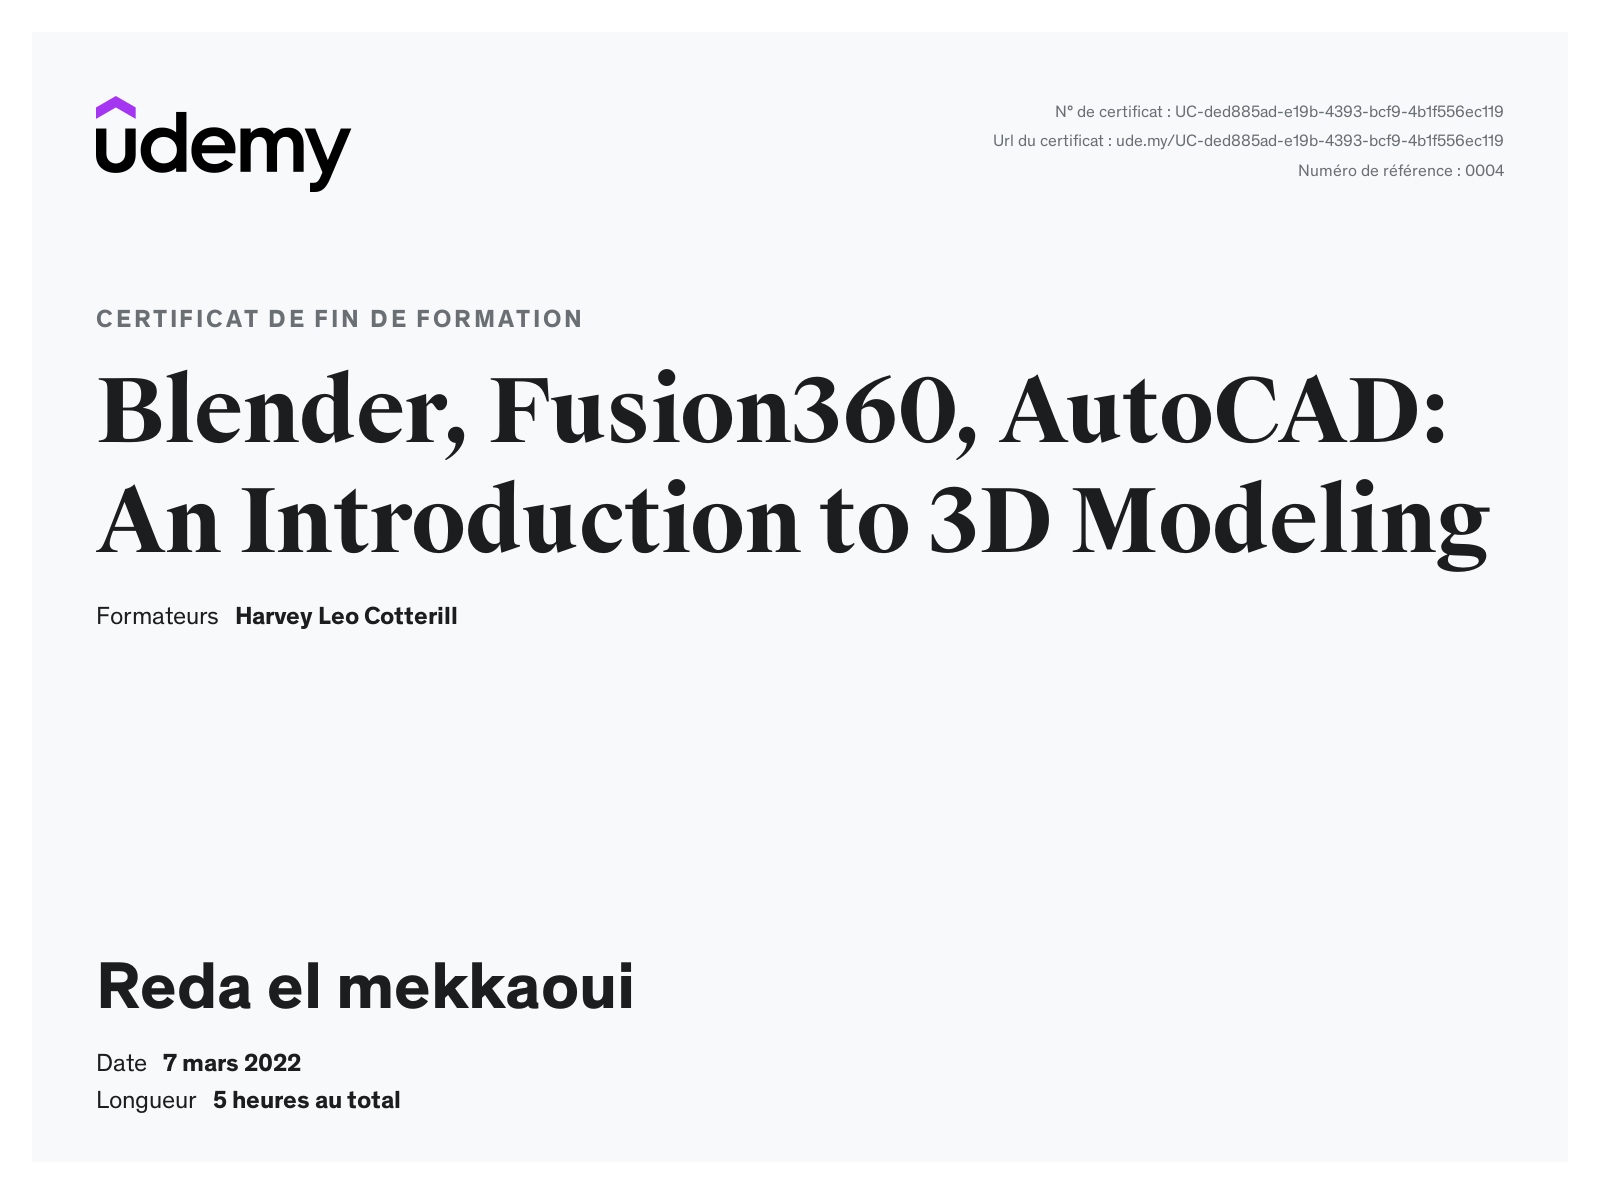 udemy
N° de certificat : UC-ded885ad-e19b-4393-bcf9-4b1f556ec119
Url du certificat : ude.my/UC-ded885ad-e19b-4393-bcf9-4b1f556ec119
Numéro de référence : 0004
CERTIFICAT DE FIN DE FORMATION
Blender, Fusion360, AutoCAD:
An Introduction to 3D Modeling
Formateurs Harvey Leo Cotterill
Reda el mekkaoui
Date 7 mars 2022
Longueur 5 heures au total